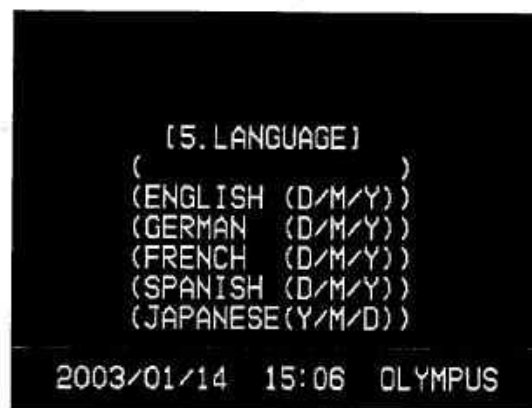 [5.LANGUAGE]
(                    )
(ENGLISH (D/M/Y))
(GERMAN  (D/M/Y))
(FRENCH  (D/M/Y))
(SPANISH (D/M/Y))
(JAPANESE(Y/M/D))
2003/01/14  15:06  OLYMPUS